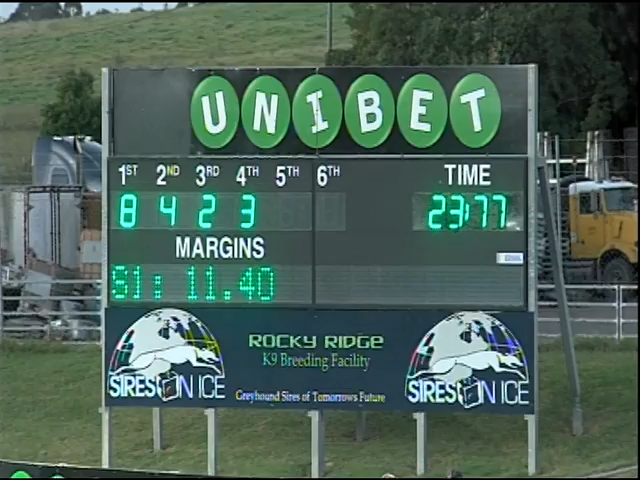 UNIBET
1ST 2ND 3RD 4TH 5TH 6TH TIME
8 4 2 3 23:77
MARGINS
S1: 11.40
SIRES ON ICE
ROCKY RIDGE
K9 Breeding Facility
Greyhound Sires of Tomorrows Future
SIRES ON ICE